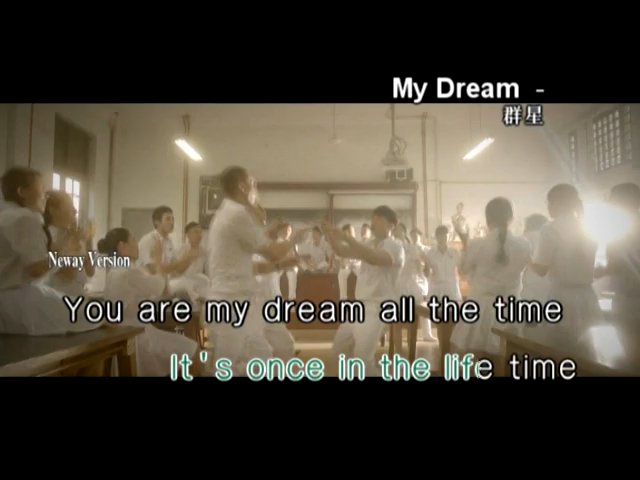 My Dream -
群星
Neway Version
You are my dream all the time
It's once in the life time